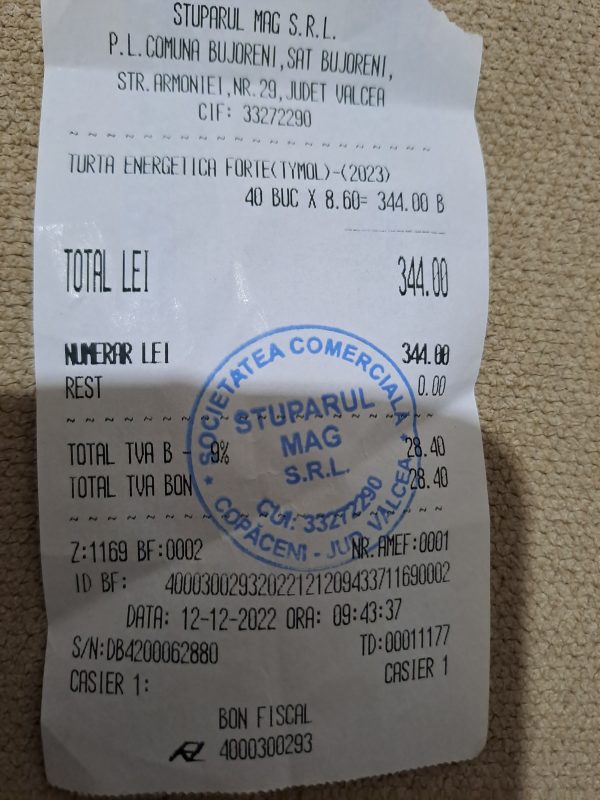 STUPARUL MAG S.R.L.
P.L.COMUNA BUJORENI,SAT BUJORENI,
STR.ARMONIEI,NR.29,JUDET VALCEA
CIF: 33272290
TURTA ENERGETICA FORTE(TYMOL)-(2023)
40 BUC X 8.60= 344.00 B
TOTAL LEI 344.00
NUMERAR LEI 344.00
REST 0.00
SOCIETATEA COMERCIALA
STUPARUL
MAG
S.R.L.
CUI: 33272290
* COPĂCENI - JUD. VÂLCEA *
TOTAL TVA B - 9% 28.40
TOTAL TVA BON 28.40
Z:1169 BF:0002 NR.AMEF:0001
ID BF: 40003002932022121209433711690002
DATA: 12-12-2022 ORA: 09:43:37
S/N:DB4200062880 TD:00011177
CASIER 1: CASIER 1
BON FISCAL
4000300293